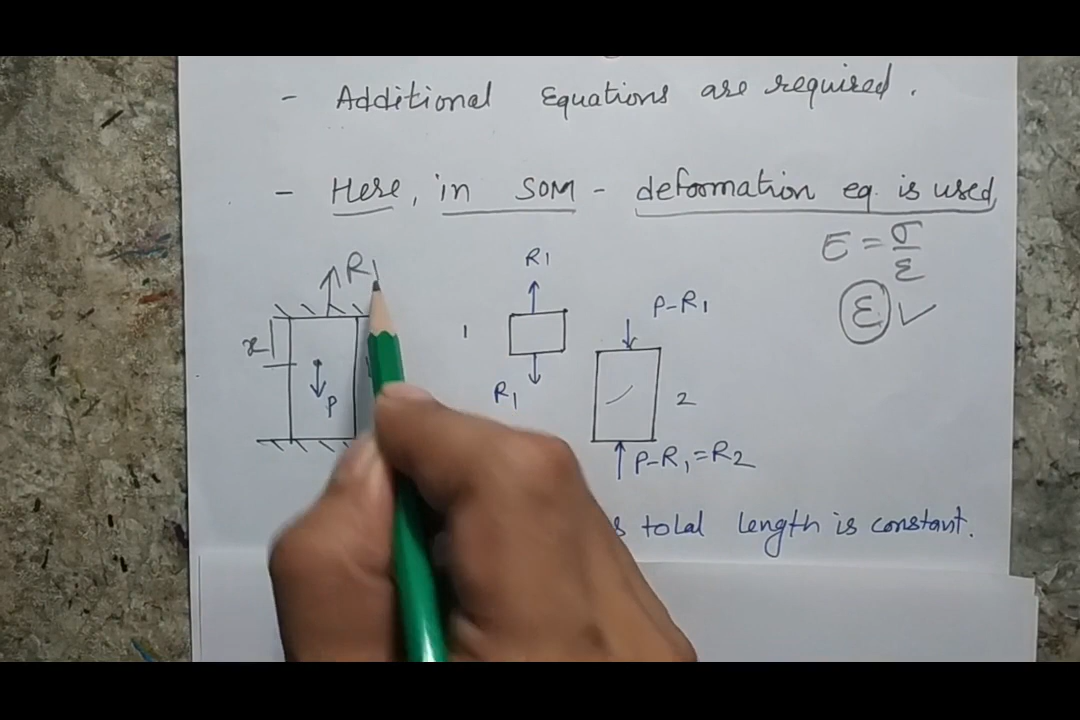 - Additional Equations are required.
- Here, in SOM - deformation eq. is used,
E = σ/ε
ε ✓
R1
x
P
1
R1
R1
P-R1
2
P-R1=R2
total length is constant.